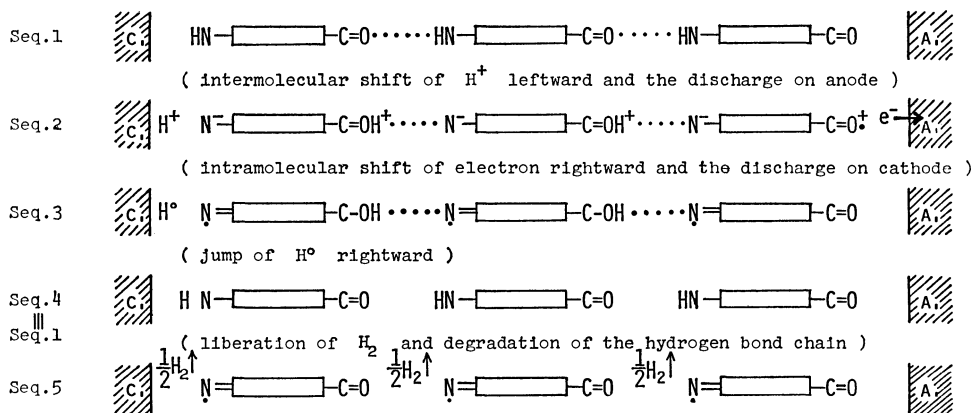 Seq.1 C. HN- -C=O······HN- -C=O·····HN- -C=O A.
( intermolecular shift of H⁺ leftward and the discharge on anode )
Seq.2 C. H⁺ N⁻- -COH⁺·····N⁻- -COH⁺·····N⁻- -CO⁺ e⁻→ A.
( intramolecular shift of electron rightward and the discharge on cathode )
Seq.3 C. H° N= -C-OH·····N= -C-OH·····N= -C=O A.
( jump of H° rightward )
Seq.4 C. H N- -C=O HN- -C=O HN- -C=O A.
|||
Seq.1 ( liberation of H₂ and degradation of the hydrogen bond chain )
Seq.5 C. ½H₂↑ N= -C=O ½H₂↑ N= -C=O ½H₂↑ N= -C=O A.